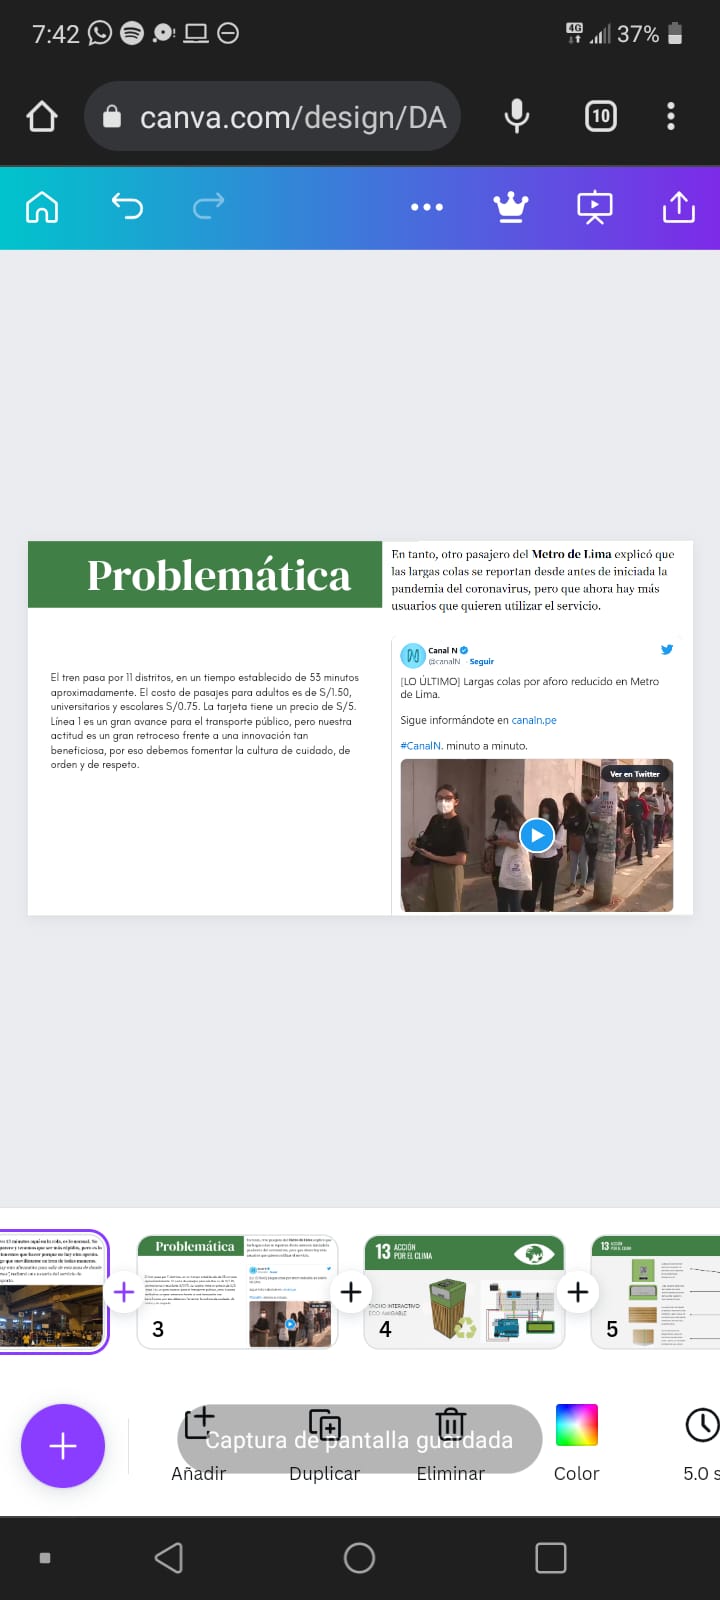 7:42
4G
37%
canva.com/design/DA
10
Problemática
En tanto, otro pasajero del Metro de Lima explicó que
las largas colas se reportan desde antes de iniciada la
pandemia del coronavirus, pero que ahora hay más
usuarios que quieren utilizar el servicio.
El tren pasa por 11 distritos, en un tiempo establecido de 53 minutos
aproximadamente. El costo de pasajes para adultos es de S/1.50,
universitarios y escolares S/0.75. La tarjeta tiene un precio de S/5.
Línea 1 es un gran avance para el transporte público, pero nuestra
actitud es un gran retroceso frente a una innovación tan
beneficiosa, por eso debemos fomentar la cultura de cuidado, de
orden y de respeto.
Canal N
@canalN · Seguir
[LO ÚLTIMO] Largas colas por aforo reducido en Metro
de Lima.
Sigue informándote en canaln.pe
#CanalN. minuto a minuto.
Ver en Twitter
Problemática
3
13 ACCIÓN
POR EL CLIMA
TACHO INTERACTIVO
ECO AMIGABLE
4
13
5
Captura de pantalla guardada
Añadir
Duplicar
Eliminar
Color
5.0 s